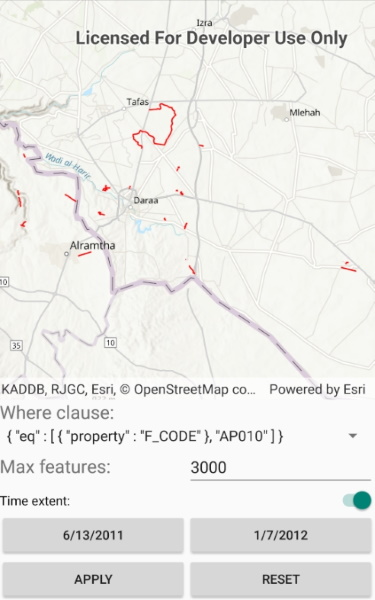 Izra
Licensed For Developer Use Only
Tafas
Mlehah
Wadi al-Harir
Daraa
Alramtha
10
10
35
KADDB, RJGC, Esri, © OpenStreetMap co... Powered by Esri
Where clause:
{ "eq" : [ { "property" : "F_CODE" }, "AP010" ] }
Max features: 3000
Time extent:
6/13/2011 1/7/2012
APPLY RESET